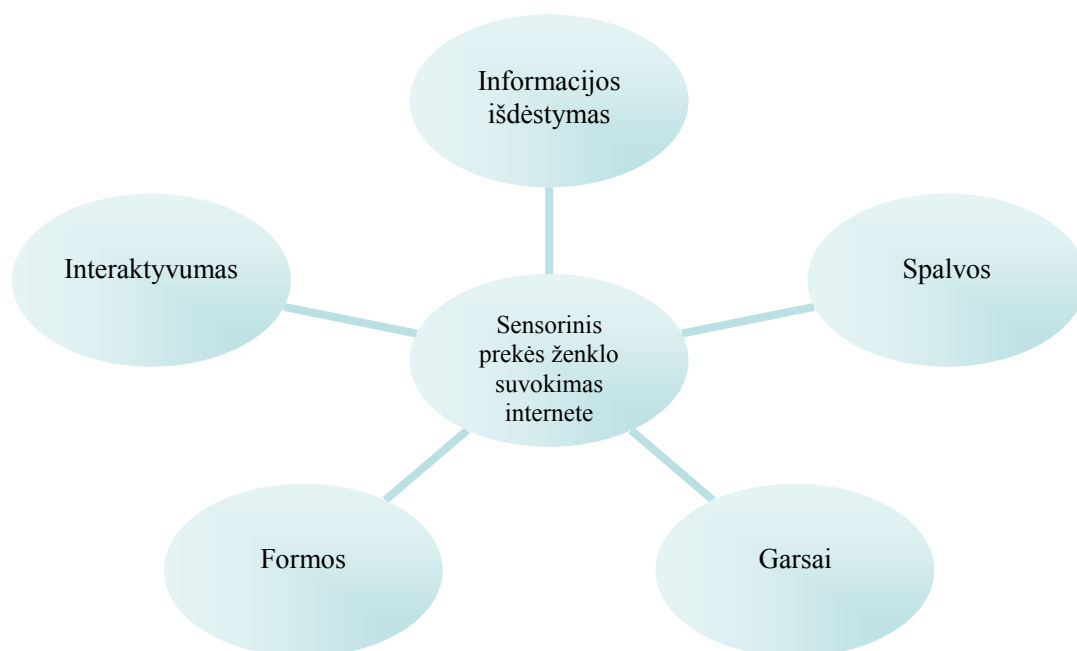 Informacijos
išdėstymas
Interaktyvumas
Spalvos
Sensorinis
prekės ženklo
suvokimas
internete
Formos
Garsai